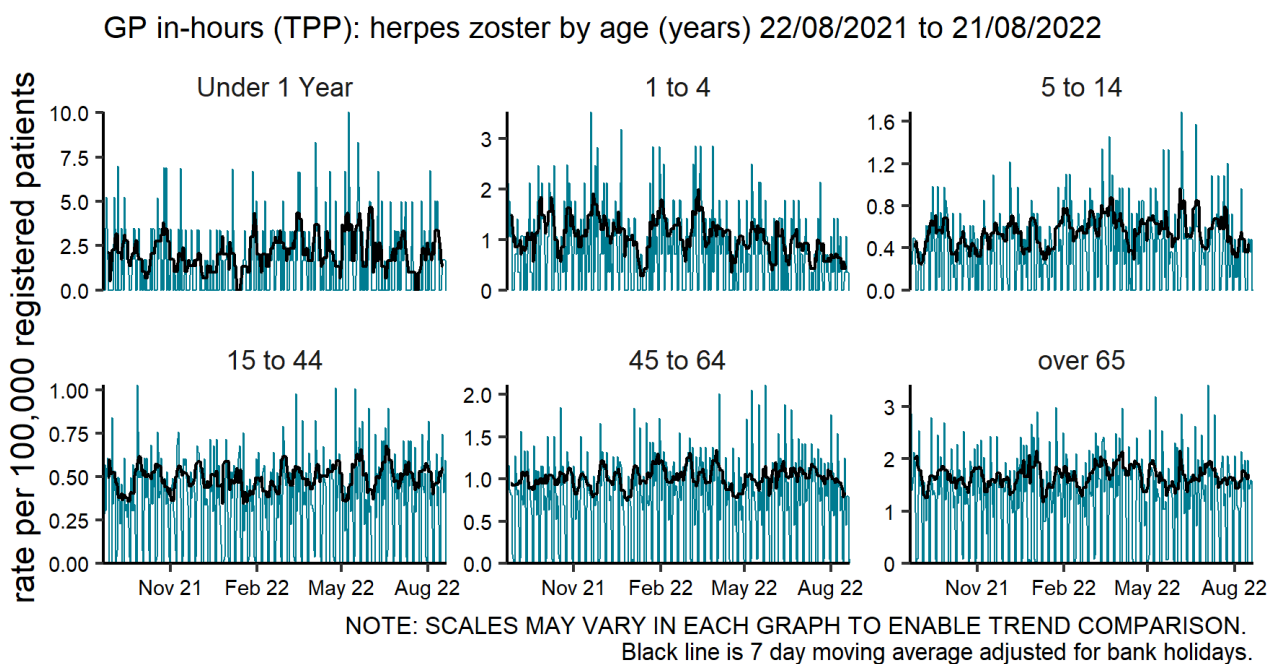 GP in-hours (TPP): herpes zoster by age (years) 22/08/2021 to 21/08/2022
rate per 100,000 registered patients
Under 1 Year
10.0
7.5
5.0
2.5
0.0
1 to 4
3
2
1
0
5 to 14
1.6
1.2
0.8
0.4
0.0
15 to 44
1.00
0.75
0.50
0.25
0.00
Nov 21 Feb 22 May 22 Aug 22
45 to 64
2.0
1.5
1.0
0.5
0.0
Nov 21 Feb 22 May 22 Aug 22
over 65
3
2
1
0
Nov 21 Feb 22 May 22 Aug 22
NOTE: SCALES MAY VARY IN EACH GRAPH TO ENABLE TREND COMPARISON.
Black line is 7 day moving average adjusted for bank holidays.